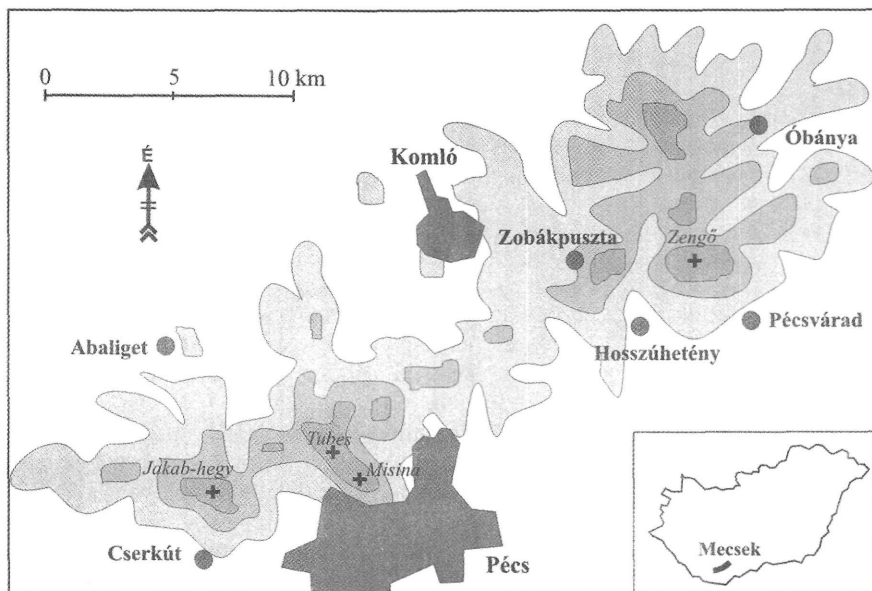 0 5 10 km
É
Komló
Óbánya
Zobákpuszta
Zengő
Pécsvárad
Hosszúhetény
Abaliget
Tubes
Misina
Jakab-hegy
Cserkút
Pécs
Mecsek